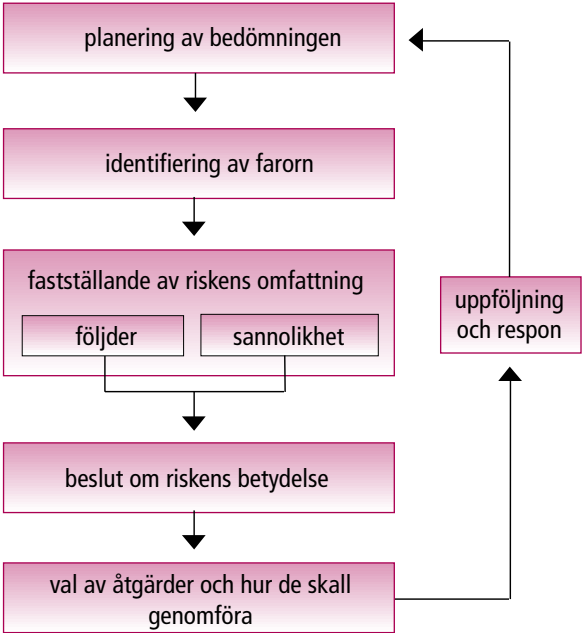 planering av bedömningen
identifiering av farorn
fastställande av riskens omfattning
följder
sannolikhet
beslut om riskens betydelse
val av åtgärder och hur de skall
genomföra
uppföljning
och respon